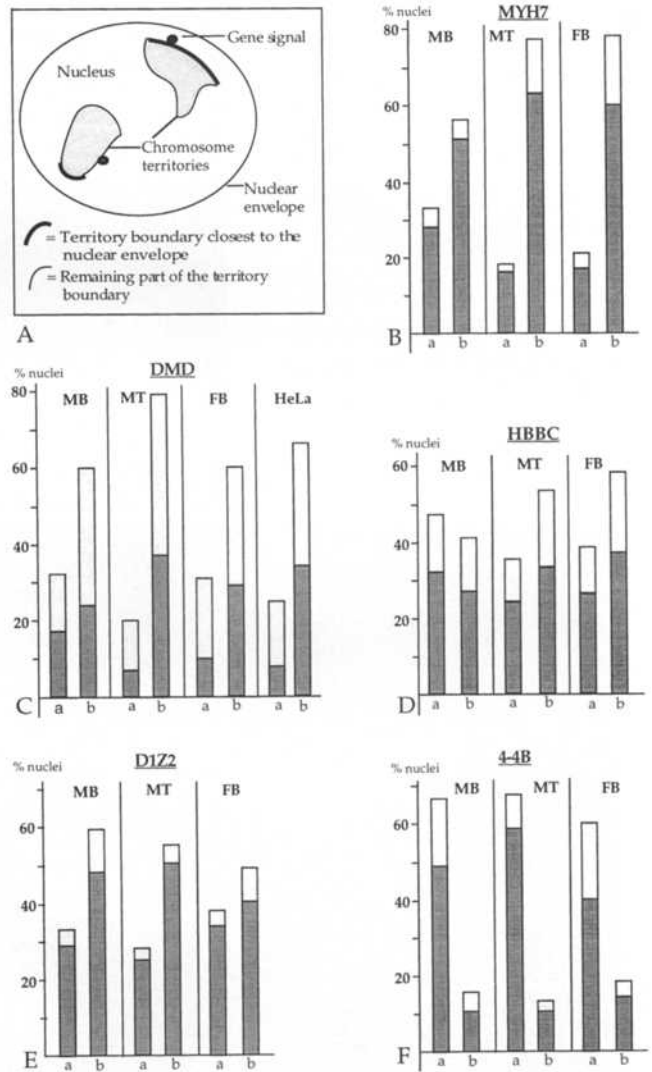 Gene signal
Nucleus
Chromosome
territories
Nuclear
envelope
= Territory boundary closest to the
nuclear envelope
= Remaining part of the territory
boundary
A
% nuclei
MYH7
80
MB
MT
FB
60
40
20
B
a
b
a
b
a
b
% nuclei
DMD
80
MB
MT
FB
HeLa
60
40
20
C
a
b
a
b
a
b
a
b
HBBC
% nuclei
60
MB
MT
FB
40
20
D
a
b
a
b
a
b
D1Z2
% nuclei
MB
MT
FB
60
40
20
E
a
b
a
b
a
b
4-4B
% nuclei
MB
MT
FB
60
40
20
F
a
b
a
b
a
b